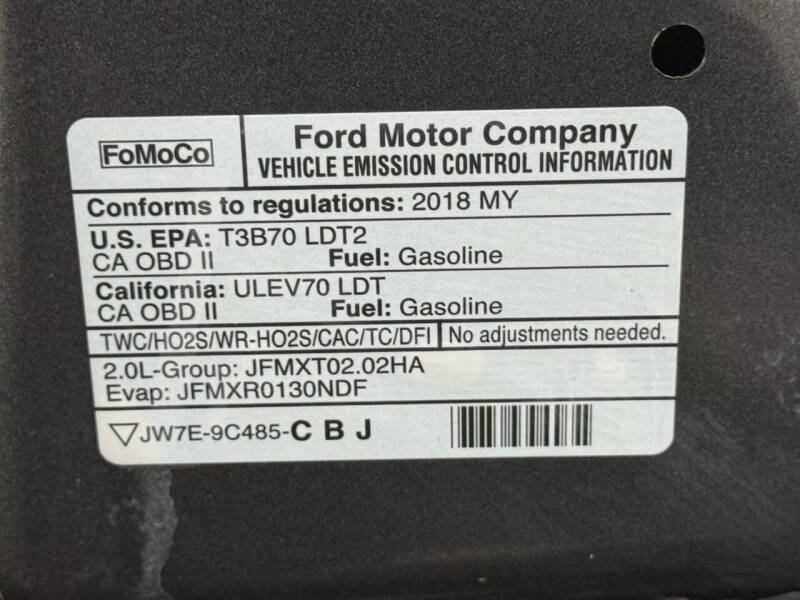 FoMoCo
Ford Motor Company
VEHICLE EMISSION CONTROL INFORMATION
Conforms to regulations: 2018 MY
U.S. EPA: T3B70 LDT2
CA OBD II Fuel: Gasoline
California: ULEV70 LDT
CA OBD II Fuel: Gasoline
TWC/HO2S/WR-HO2S/CAC/TC/DFI No adjustments needed.
2.0L-Group: JFMXT02.02HA
Evap: JFMXR0130NDF
JW7E-9C485-C B J